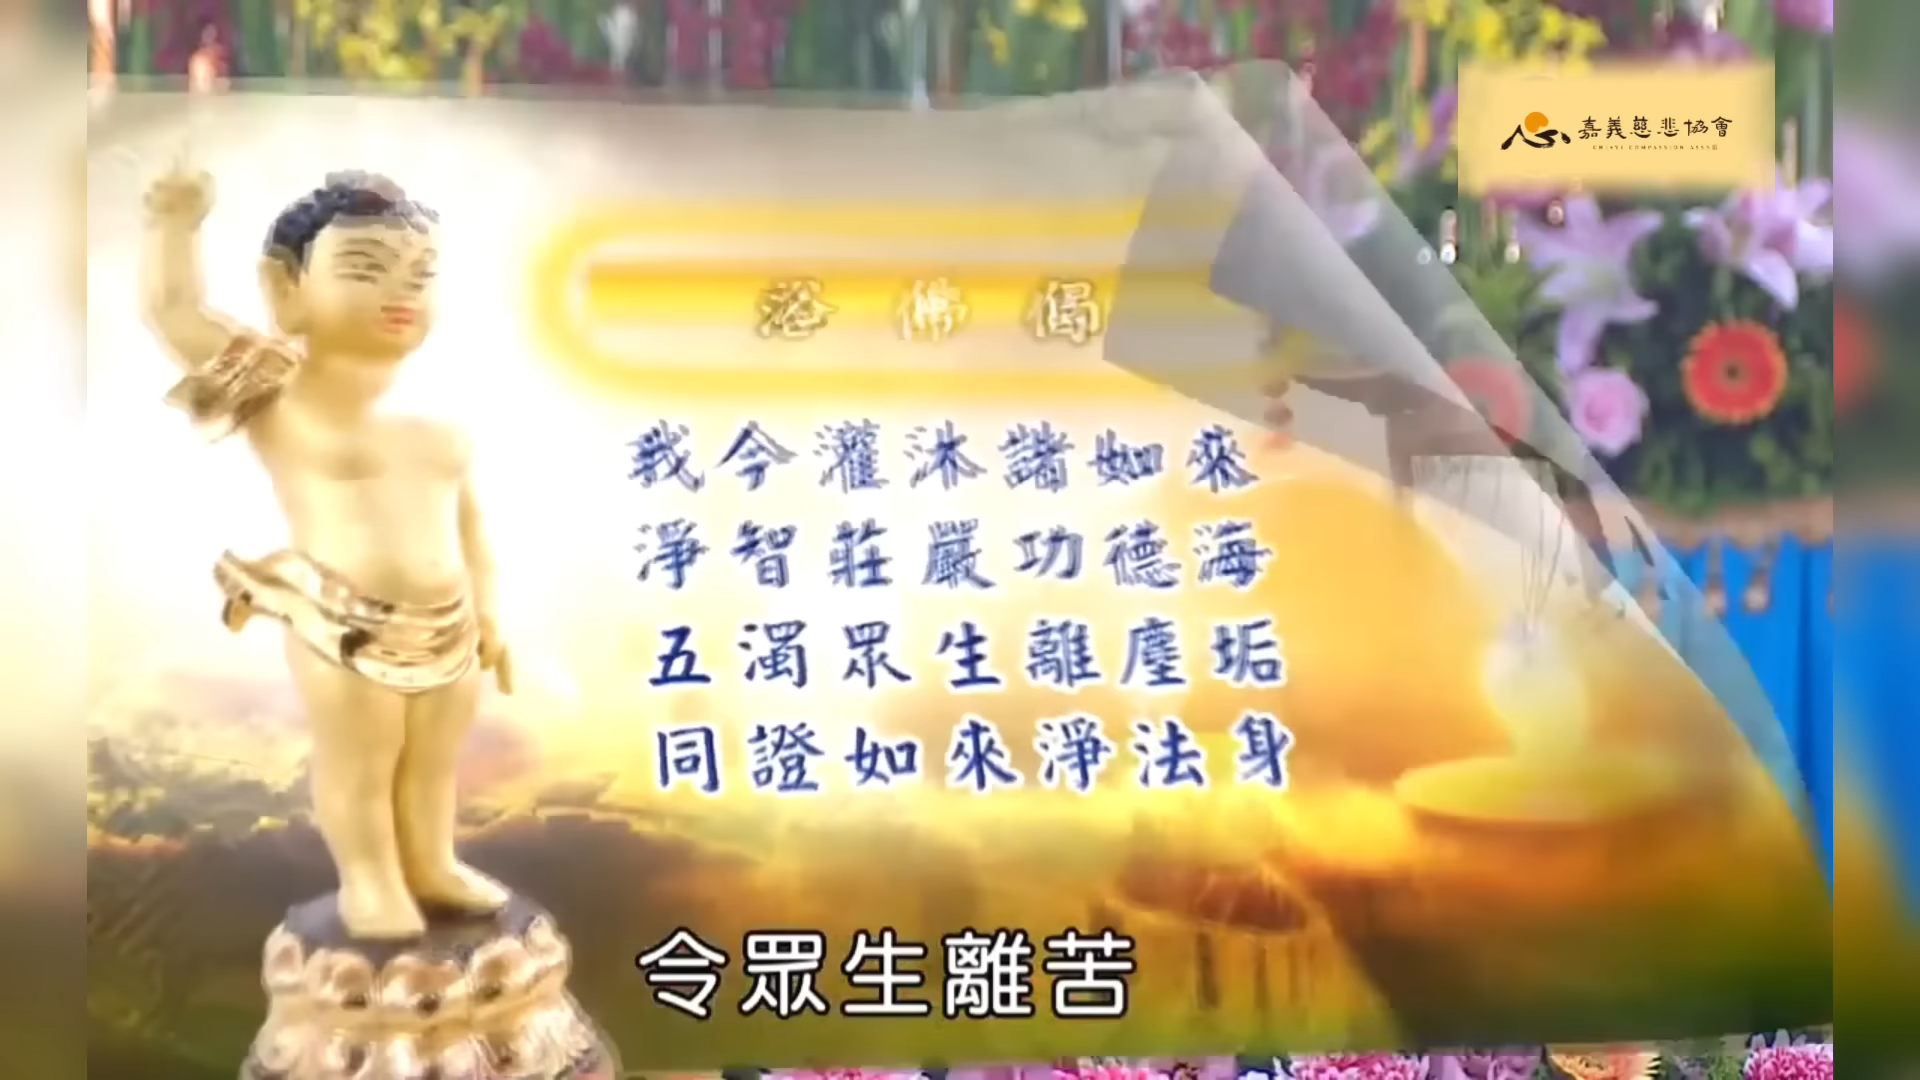 嘉義慈悲協會
浴佛偈
我今灌沐諸如來
淨智莊嚴功德海
五濁眾生離塵垢
同證如來淨法身
令眾生離苦